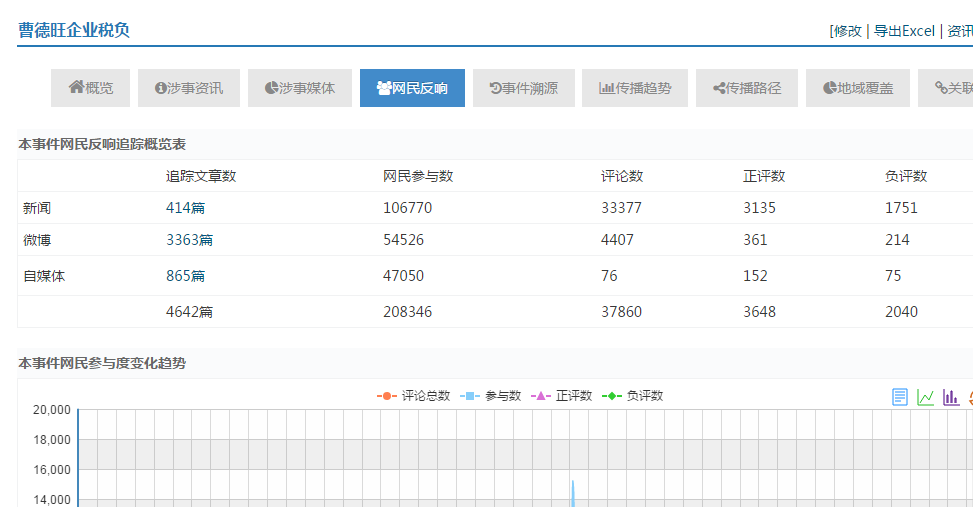 曹德旺企业税负 [修改 | 导出Excel | 资讯
概览 涉事资讯 涉事媒体 网民反响 事件溯源 传播趋势 传播路径 地域覆盖 关联
本事件网民反响追踪概览表
追踪文章数 网民参与数 评论数 正评数 负评数
新闻 414篇 106770 33377 3135 1751
微博 3363篇 54526 4407 361 214
自媒体 865篇 47050 76 152 75
4642篇 208346 37860 3648 2040
本事件网民参与度变化趋势
评论总数 参与数 正评数 负评数
20,000
18,000
16,000
14,000